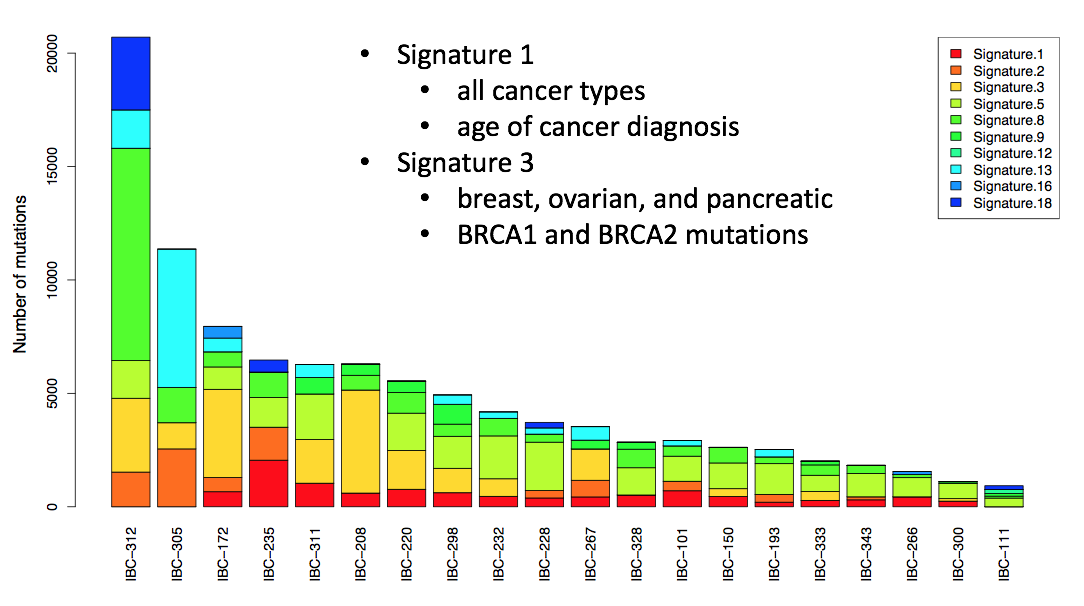 • Signature 1
• all cancer types
• age of cancer diagnosis
• Signature 3
• breast, ovarian, and pancreatic
• BRCA1 and BRCA2 mutations
Signature.1
Signature.2
Signature.3
Signature.5
Signature.8
Signature.9
Signature.12
Signature.13
Signature.16
Signature.18
Number of mutations
20000
15000
10000
5000
0
IBC−312
IBC−305
IBC−172
IBC−235
IBC−311
IBC−208
IBC−220
IBC−298
IBC−232
IBC−228
IBC−267
IBC−328
IBC−101
IBC−150
IBC−193
IBC−333
IBC−343
IBC−266
IBC−300
IBC−111